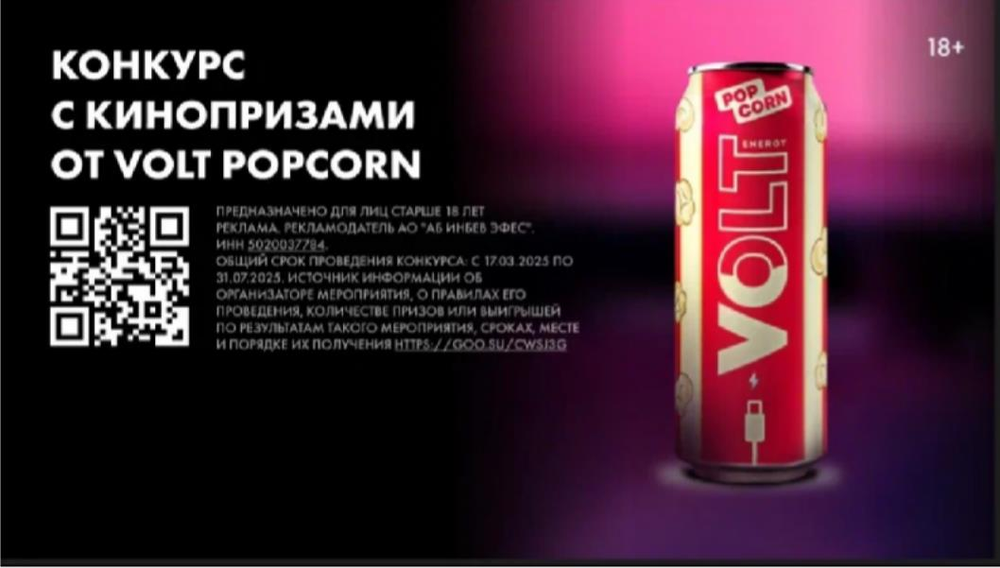 КОНКУРС
С КИНОПРИЗАМИ
ОТ VOLT POPCORN
18+
ПРЕДНАЗНАЧЕНО ДЛЯ ЛИЦ СТАРШЕ 18 ЛЕТ
РЕКЛАМА. РЕКЛАМОДАТЕЛЬ АО "АБ ИНБЕВ ЭФЕС".
ИНН 5020037784.
ОБЩИЙ СРОК ПРОВЕДЕНИЯ КОНКУРСА: С 17.03.2025 ПО
31.07.2025. ИСТОЧНИК ИНФОРМАЦИИ ОБ
ОРГАНИЗАТОРЕ МЕРОПРИЯТИЯ, О ПРАВИЛАХ ЕГО
ПРОВЕДЕНИЯ, КОЛИЧЕСТВЕ ПРИЗОВ ИЛИ ВЫИГРЫШЕЙ
ПО РЕЗУЛЬТАТАМ ТАКОГО МЕРОПРИЯТИЯ, СРОКАХ, МЕСТЕ
И ПОРЯДКЕ ИХ ПОЛУЧЕНИЯ HTTPS://GOO.SU/CWSJ3G
POP
CORN
ENERGY
VOLT